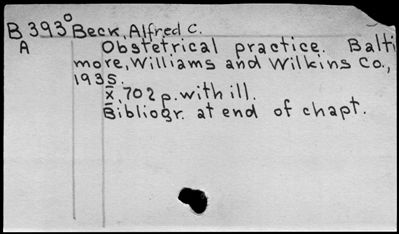 B 393° Beck, Alfred C.
A Obstetrical practice. Balti
more, Williams and Wilkins Co.,
1935.
x, 702 p. with ill.
Bibliogr. at end of chapt.